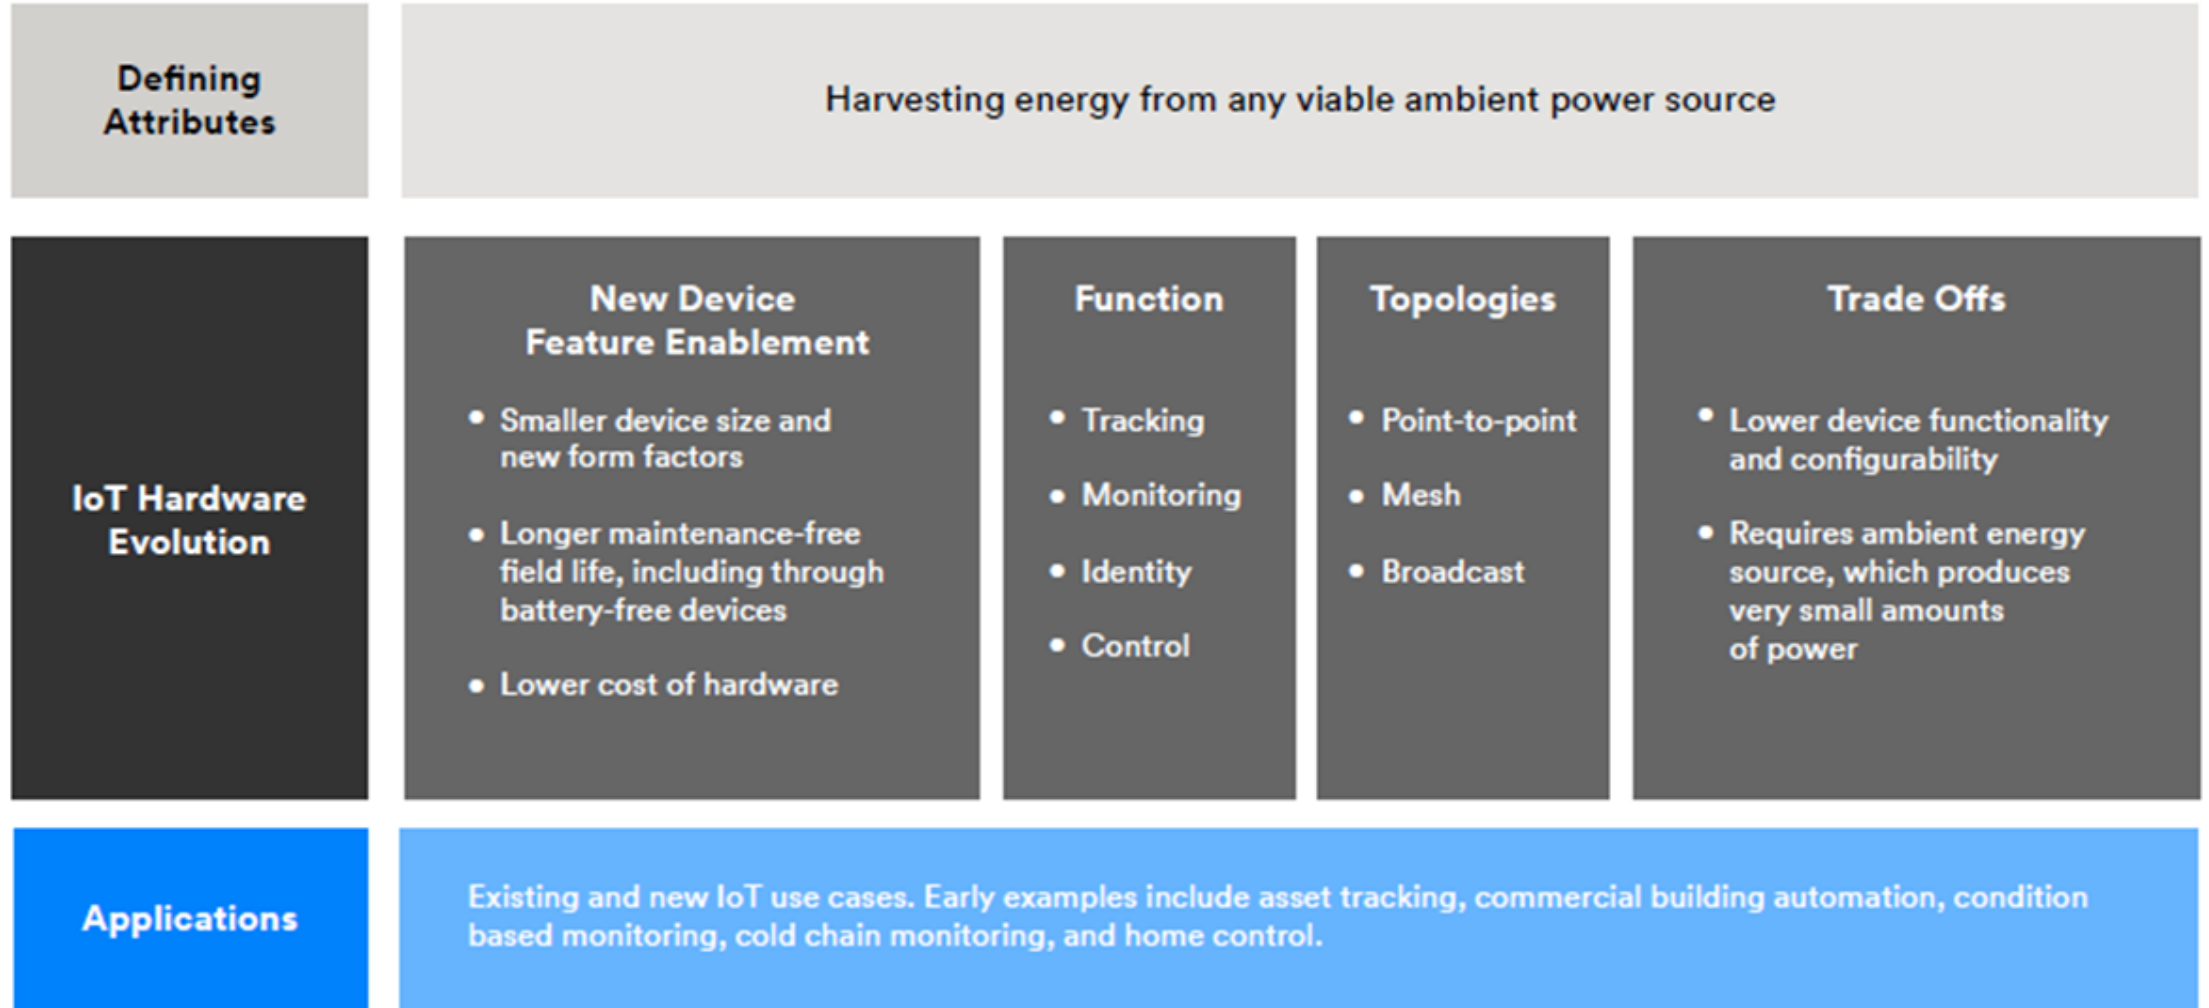 Defining
Attributes
Harvesting energy from any viable ambient power source
IoT Hardware
Evolution
New Device
Feature Enablement
• Smaller device size and
new form factors
• Longer maintenance-free
field life, including through
battery-free devices
• Lower cost of hardware
Function
• Tracking
• Monitoring
• Identity
• Control
Topologies
• Point-to-point
• Mesh
• Broadcast
Trade Offs
• Lower device functionality
and configurability
• Requires ambient energy
source, which produces
very small amounts
of power
Applications
Existing and new IoT use cases. Early examples include asset tracking, commercial building automation, condition
based monitoring, cold chain monitoring, and home control.